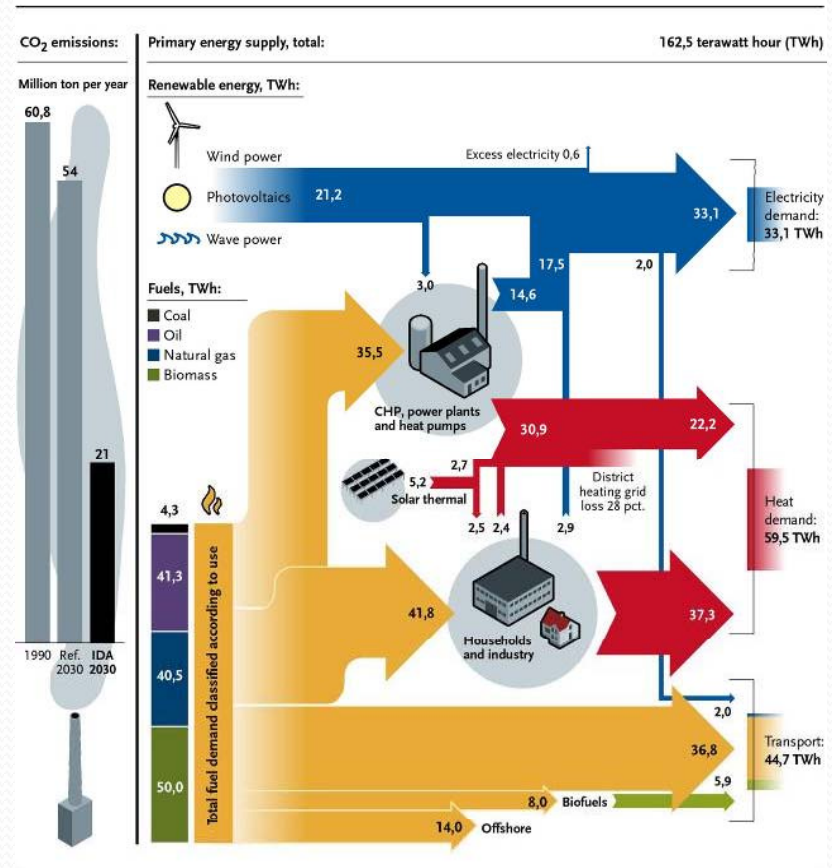 CO₂ emissions:
Primary energy supply, total:
162,5 terawatt hour (TWh)
Million ton per year
Renewable energy, TWh:
60,8
54
21
1990
Ref.
2030
IDA
2030
Wind power
Photovoltaics
Wave power
21,2
Excess electricity 0,6
33,1
Electricity
demand:
33,1 TWh
3,0
17,5
14,6
2,0
Fuels, TWh:
Coal
Oil
Natural gas
Biomass
35,5
CHP, power plants
and heat pumps
30,9
22,2
2,7
5,2
Solar thermal
District
heating grid
loss 28 pct.
2,5
2,4
2,9
Heat
demand:
59,5 TWh
4,3
41,3
40,5
50,0
Total fuel demand classified according to use
41,8
Households
and industry
37,3
2,0
36,8
Transport:
44,7 TWh
5,9
8,0
Biofuels
14,0
Offshore